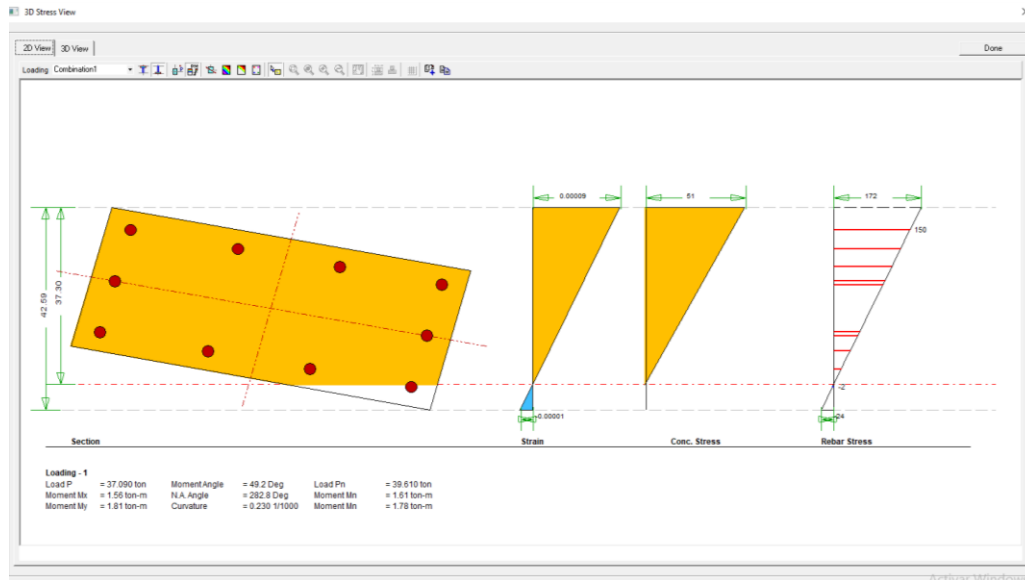 3D Stress View
2D View 3D View Done
Loading Combination1
0.00009 51 172
150
42.59 37.30
-2
-0.00001 -24
Section Strain Conc. Stress Rebar Stress
Loading - 1
Load P = 37.090 ton Moment Angle = 49.2 Deg Load Pn = 39.610 ton
Moment Mx = 1.56 ton-m N.A. Angle = 282.8 Deg Moment Mn = 1.61 ton-m
Moment My = 1.81 ton-m Curvature = 0.230 1/1000 Moment Mn = 1.78 ton-m
Activar Windows